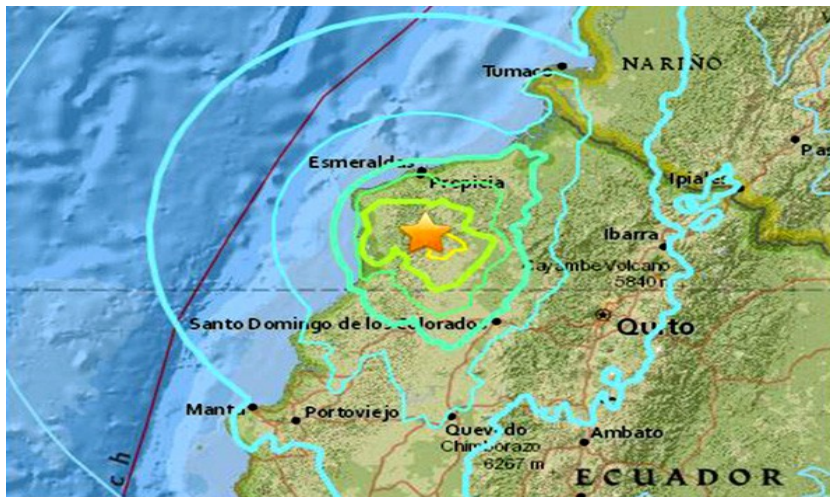 Tumaco
NARIÑO
Pas
Esmeraldas
Propicia
Ipiales
Ibarra
Cayambe Volcano
5840 m
Santo Domingo de los Colorados
Quito
Manta
Portoviejo
Quevedo
Chimborazo
6267 m
Ambato
ECUADOR
c h